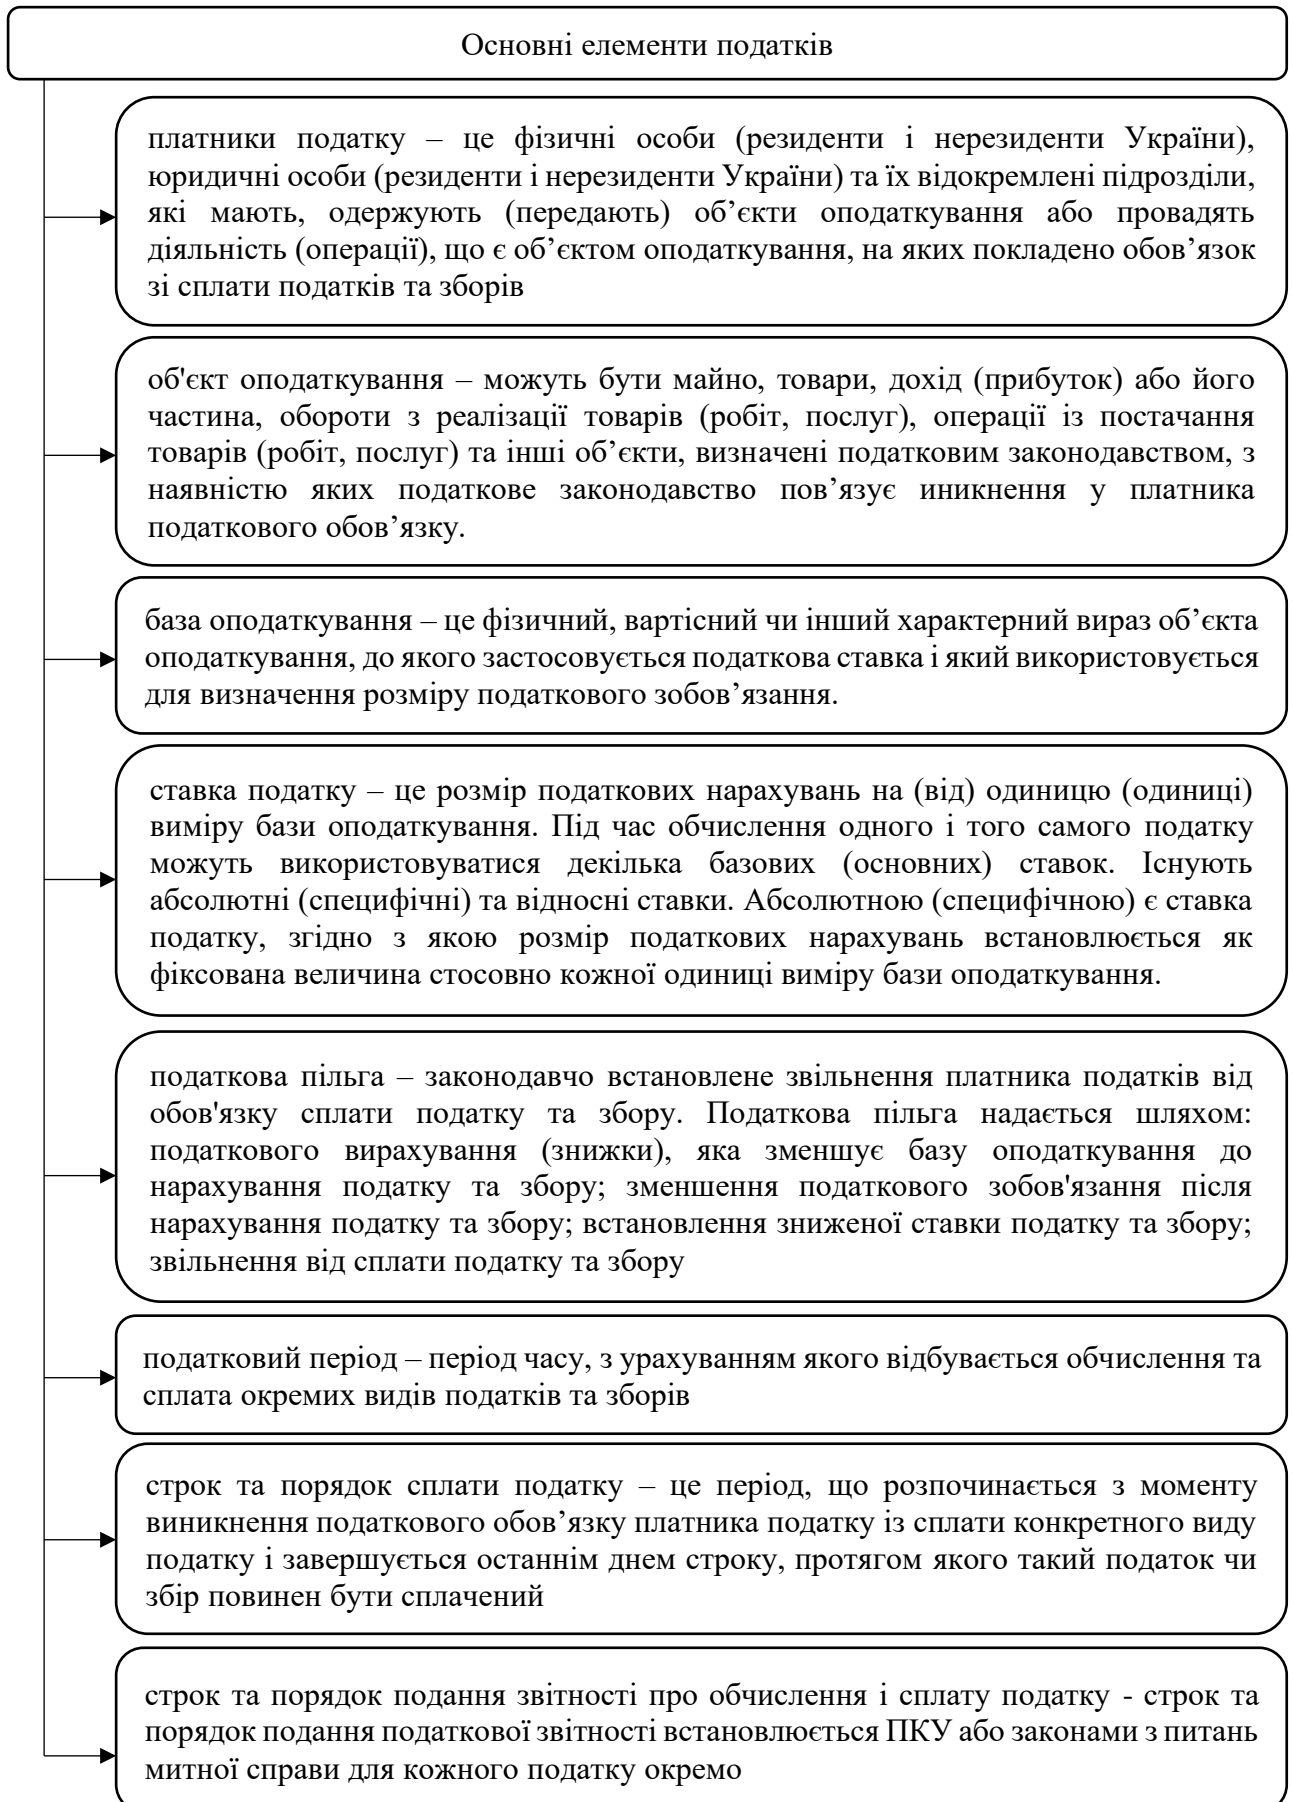 Основні елементи податків
платники податку – це фізичні особи (резиденти і нерезиденти України),
юридичні особи (резиденти і нерезиденти України) та їх відокремлені підрозділи,
які мають, одержують (передають) об’єкти оподаткування або провадять
діяльність (операції), що є об’єктом оподаткування, на яких покладено обов’язок
зі сплати податків та зборів
об'єкт оподаткування – можуть бути майно, товари, дохід (прибуток) або його
частина, обороти з реалізації товарів (робіт, послуг), операції із постачання
товарів (робіт, послуг) та інші об’єкти, визначені податковим законодавством, з
наявністю яких податкове законодавство пов’язує иникнення у платника
податкового обов’язку.
база оподаткування – це фізичний, вартісний чи інший характерний вираз об’єкта
оподаткування, до якого застосовується податкова ставка і який використовується
для визначення розміру податкового зобов’язання.
ставка податку – це розмір податкових нарахувань на (від) одиницю (одиниці)
виміру бази оподаткування. Під час обчислення одного і того самого податку
можуть використовуватися декілька базових (основних) ставок. Існують
абсолютні (специфічні) та відносні ставки. Абсолютною (специфічною) є ставка
податку, згідно з якою розмір податкових нарахувань встановлюється як
фіксована величина стосовно кожної одиниці виміру бази оподаткування.
податкова пільга – законодавчо встановлене звільнення платника податків від
обов'язку сплати податку та збору. Податкова пільга надається шляхом:
податкового вирахування (знижки), яка зменшує базу оподаткування до
нарахування податку та збору; зменшення податкового зобов'язання після
нарахування податку та збору; встановлення зниженої ставки податку та збору;
звільнення від сплати податку та збору
податковий період – період часу, з урахуванням якого відбувається обчислення та
сплата окремих видів податків та зборів
строк та порядок сплати податку – це період, що розпочинається з моменту
виникнення податкового обов’язку платника податку із сплати конкретного виду
податку і завершується останнім днем строку, протягом якого такий податок чи
збір повинен бути сплачений
строк та порядок подання звітності про обчислення і сплату податку - строк та
порядок подання податкової звітності встановлюється ПКУ або законами з питань
митної справи для кожного податку окремо